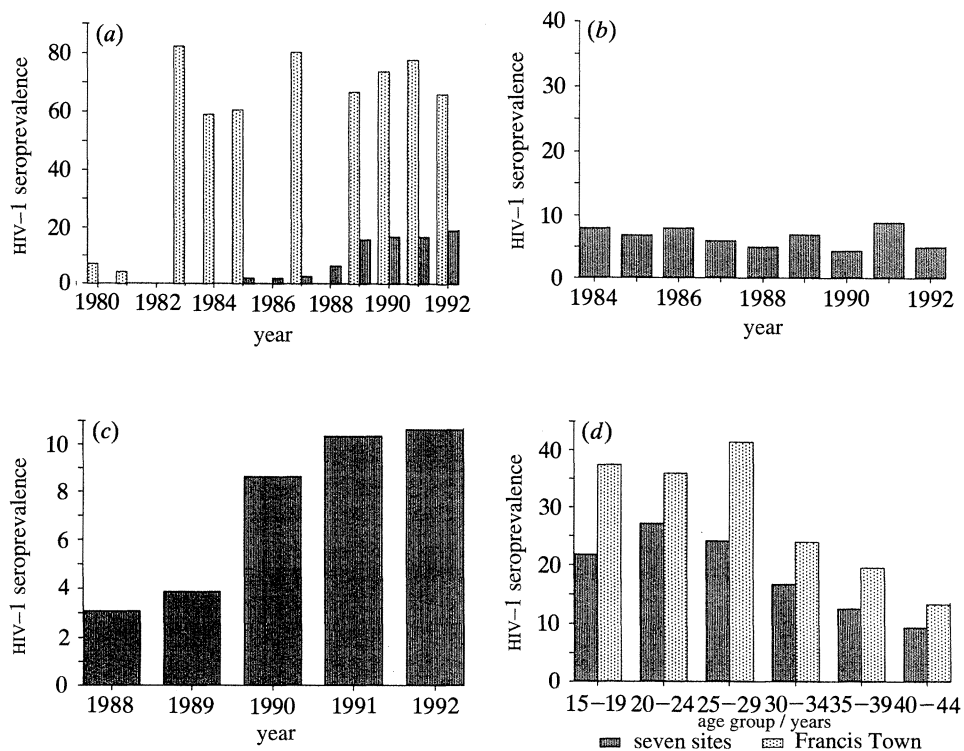 (a)
HIV–1 seroprevalence
80
60
40
20
0
1980 1982 1984 1986 1988 1990 1992
year
(b)
HIV–1 seroprevalence
40
30
20
10
0
1984 1986 1988 1990 1992
year
(c)
HIV–1 seroprevalence
10
8
6
4
2
0
1988 1989 1990 1991 1992
year
(d)
HIV–1 seroprevalence
40
30
20
10
0
15–19 20–24 25–29 30–34 35–39 40–44
age group / years
seven sites Francis Town